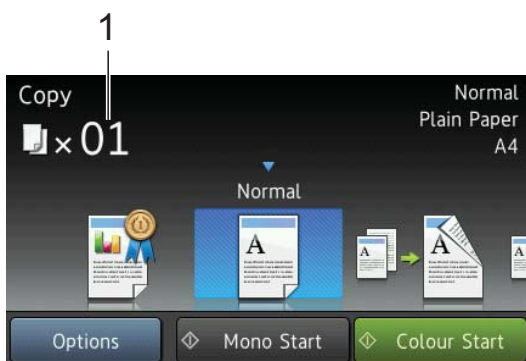 1
Copy
Normal
×01
Plain Paper
A4
Normal
A
A
A
Options
Mono Start
Colour Start